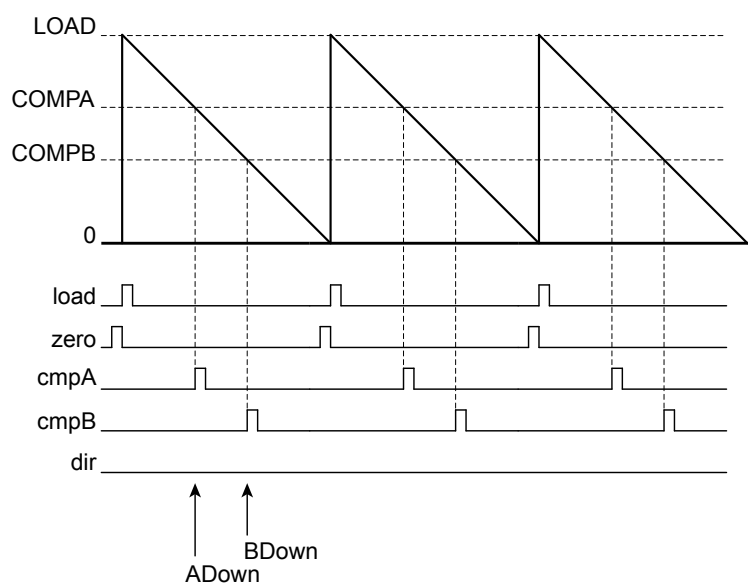 LOAD
COMPA
COMPB
0
load
zero
cmpA
cmpB
dir
BDown
ADown